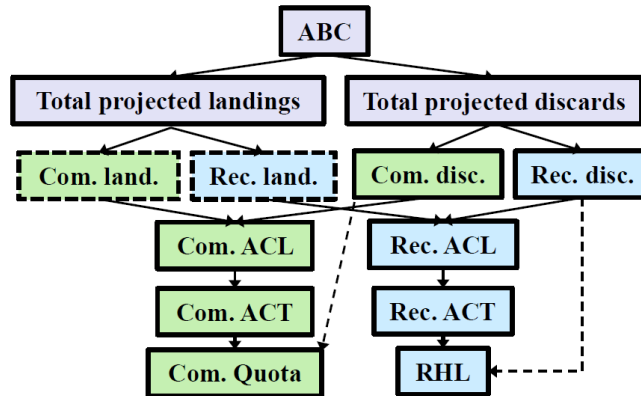 ABC
Total projected landings
Total projected discards
Com. land.
Rec. land.
Com. disc.
Rec. disc.
Com. ACL
Rec. ACL
Com. ACT
Rec. ACT
Com. Quota
RHL